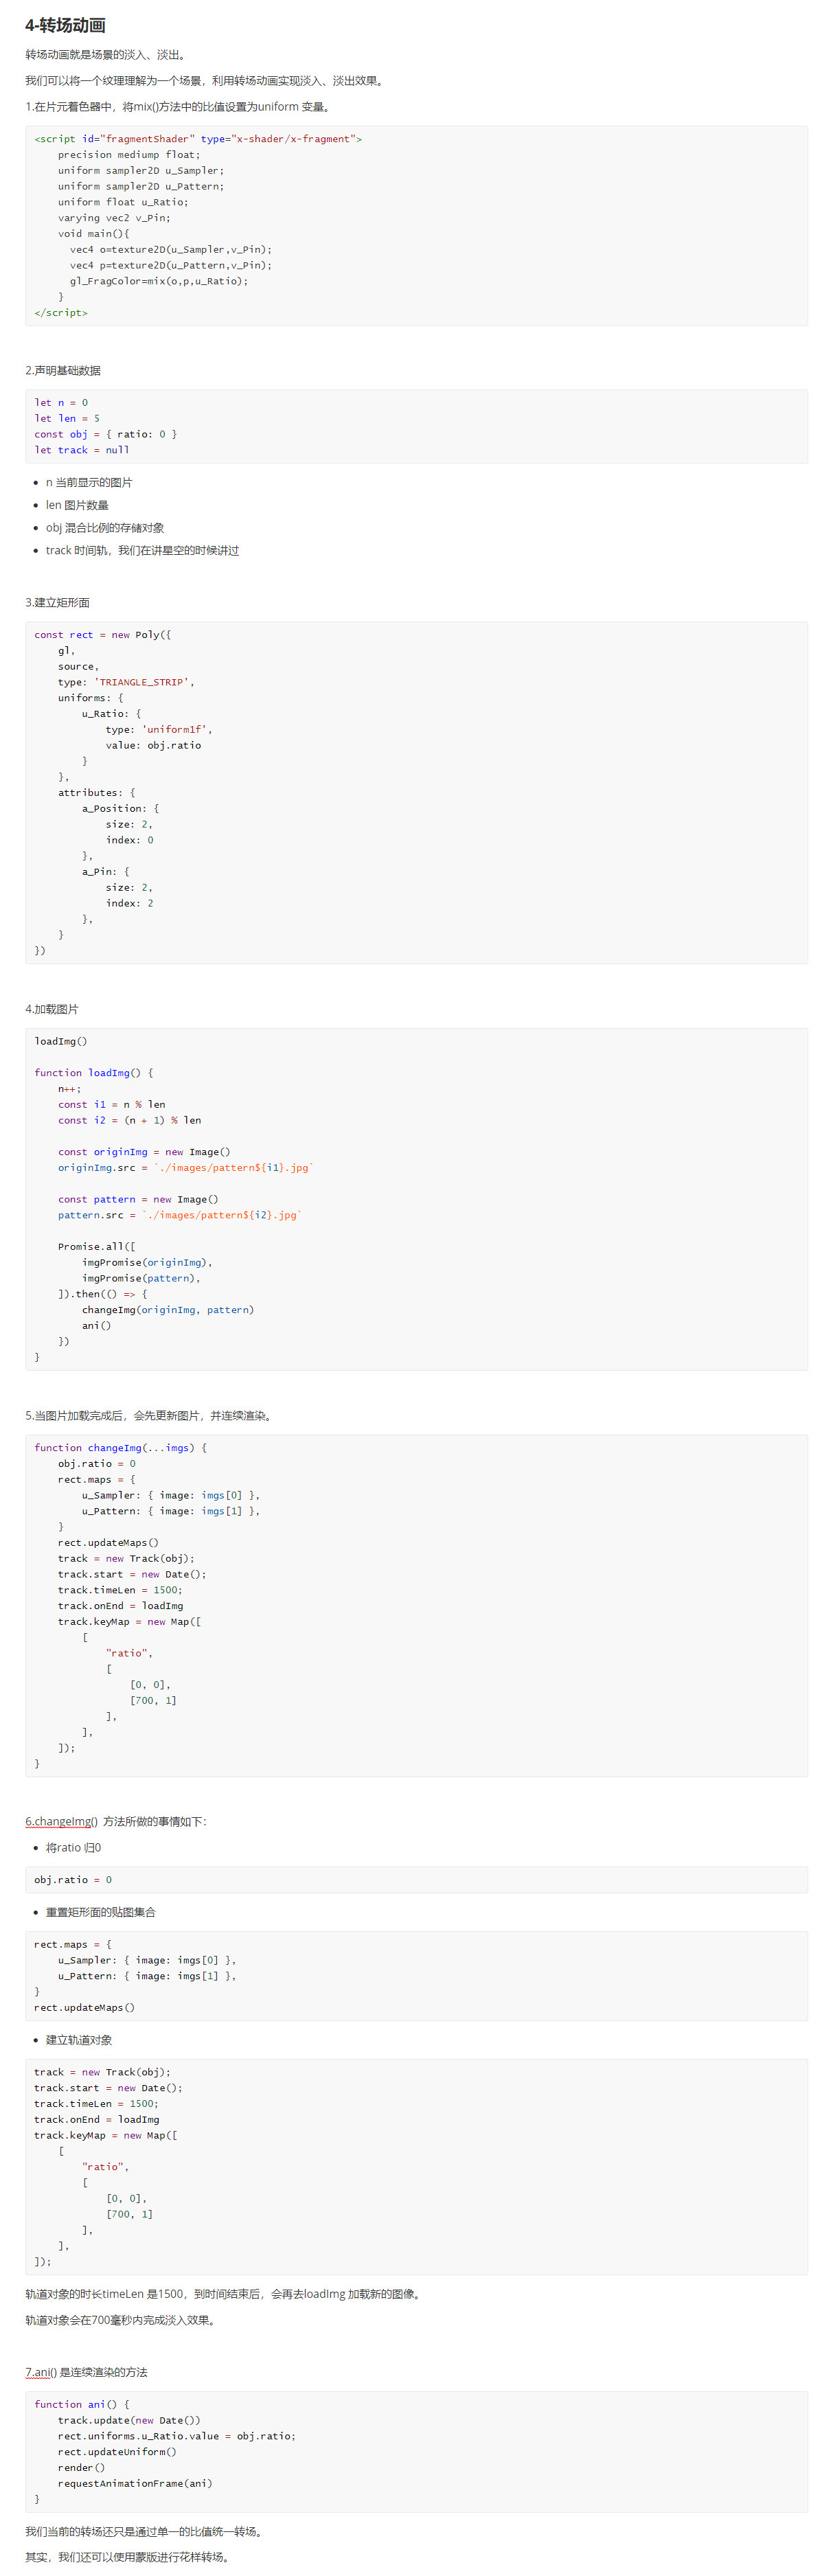 4-转场动画
转场动画就是场景的淡入、淡出。
我们可以将一个纹理理解为一个场景，利用转场动画实现淡入、淡出效果。
1.在片元着色器中，将mix()方法中的比值设置为uniform 变量。
<script id="fragmentShader" type="x-shader/x-fragment">
    precision mediump float;
    uniform sampler2D u_Sampler;
    uniform sampler2D u_Pattern;
    uniform float u_Ratio;
    varying vec2 v_Pin;
    void main(){
      vec4 o=texture2D(u_Sampler,v_Pin);
      vec4 p=texture2D(u_Pattern,v_Pin);
      gl_FragColor=mix(o,p,u_Ratio);
    }
</script>
2.声明基础数据
let n = 0
let len = 5
const obj = { ratio: 0 }
let track = null
• n 当前显示的图片
• len 图片数量
• obj 混合比例的存储对象
• track 时间轨，我们在讲星空的时候讲过
3.建立矩形面
const rect = new Poly({
    gl,
    source,
    type: 'TRIANGLE_STRIP',
    uniforms: {
        u_Ratio: {
            type: 'uniform1f',
            value: obj.ratio
        }
    },
    attributes: {
        a_Position: {
            size: 2,
            index: 0
        },
        a_Pin: {
            size: 2,
            index: 2
        },
    }
})
4.加载图片
loadImg()
function loadImg() {
    n++;
    const i1 = n % len
    const i2 = (n + 1) % len
    const originImg = new Image()
    originImg.src = `./images/pattern${i1}.jpg`
    const pattern = new Image()
    pattern.src = `./images/pattern${i2}.jpg`
    Promise.all([
        imgPromise(originImg),
        imgPromise(pattern),
    ]).then(() => {
        changeImg(originImg, pattern)
        ani()
    })
}
5.当图片加载完成后，会先更新图片，并连续渲染。
function changeImg(...imgs) {
    obj.ratio = 0
    rect.maps = {
        u_Sampler: { image: imgs[0] },
        u_Pattern: { image: imgs[1] },
    }
    rect.updateMaps()
    track = new Track(obj);
    track.start = new Date();
    track.timeLen = 1500;
    track.onEnd = loadImg
    track.keyMap = new Map([
        [
            "ratio",
            [
                [0, 0],
                [700, 1]
            ],
        ],
    ]);
}
6.changeImg() 方法所做的事情如下：
• 将ratio 归0
obj.ratio = 0
• 重置矩形面的贴图集合
rect.maps = {
    u_Sampler: { image: imgs[0] },
    u_Pattern: { image: imgs[1] },
}
rect.updateMaps()
• 建立轨道对象
track = new Track(obj);
track.start = new Date();
track.timeLen = 1500;
track.onEnd = loadImg
track.keyMap = new Map([
    [
        "ratio",
        [
            [0, 0],
            [700, 1]
        ],
    ],
]);
轨道对象的时长timeLen 是1500，到时间结束后，会再去loadImg 加载新的图像。
轨道对象会在700毫秒内完成淡入效果。
7.ani() 是连续渲染的方法
function ani() {
    track.update(new Date())
    rect.uniforms.u_Ratio.value = obj.ratio;
    rect.updateUniform()
    render()
    requestAnimationFrame(ani)
}
我们当前的转场还只是通过单一的比值统一转场。
其实，我们还可以使用蒙版进行花样转场。